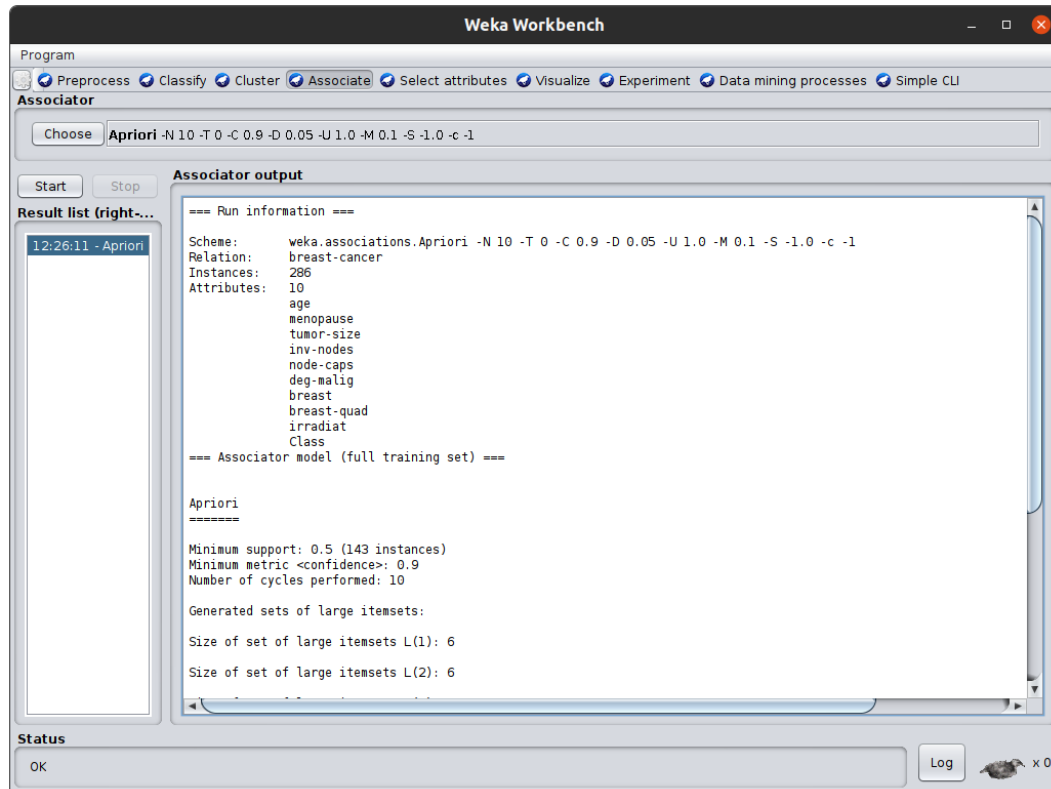 Weka Workbench
Program
Preprocess Classify Cluster Associate Select attributes Visualize Experiment Data mining processes Simple CLI
Associator
Choose Apriori -N 10 -T 0 -C 0.9 -D 0.05 -U 1.0 -M 0.1 -S -1.0 -c -1
Start Stop
Result list (right-...
12:26:11 - Apriori
Associator output
=== Run information ===
Scheme: weka.associations.Apriori -N 10 -T 0 -C 0.9 -D 0.05 -U 1.0 -M 0.1 -S -1.0 -c -1
Relation: breast-cancer
Instances: 286
Attributes: 10
age
menopause
tumor-size
inv-nodes
node-caps
deg-malig
breast
breast-quad
irradiat
Class
=== Associator model (full training set) ===
Apriori
=======
Minimum support: 0.5 (143 instances)
Minimum metric <confidence>: 0.9
Number of cycles performed: 10
Generated sets of large itemsets:
Size of set of large itemsets L(1): 6
Size of set of large itemsets L(2): 6
Status
OK
Log
x 0